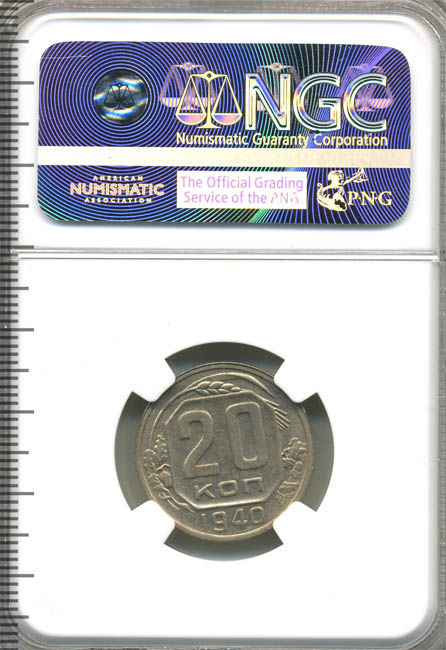 NGC
Numismatic Guaranty Corporation
AMERICAN
NUMISMATIC
ASSOCIATION
The Official Grading
Service of the PNG
P·N·G
20
КОП
1940